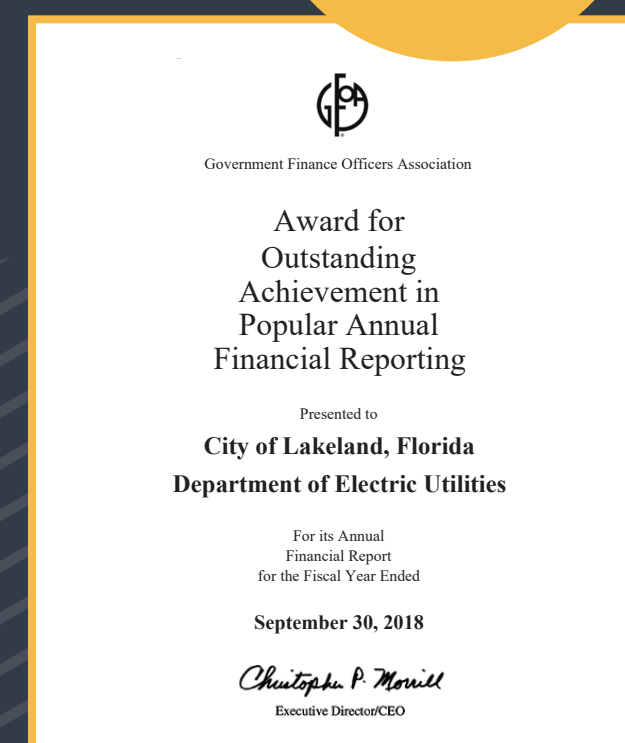 GFOA
Government Finance Officers Association
Award for
Outstanding
Achievement in
Popular Annual
Financial Reporting
Presented to
City of Lakeland, Florida
Department of Electric Utilities
For its Annual
Financial Report
for the Fiscal Year Ended
September 30, 2018
Christopher P. Morrill
Executive Director/CEO